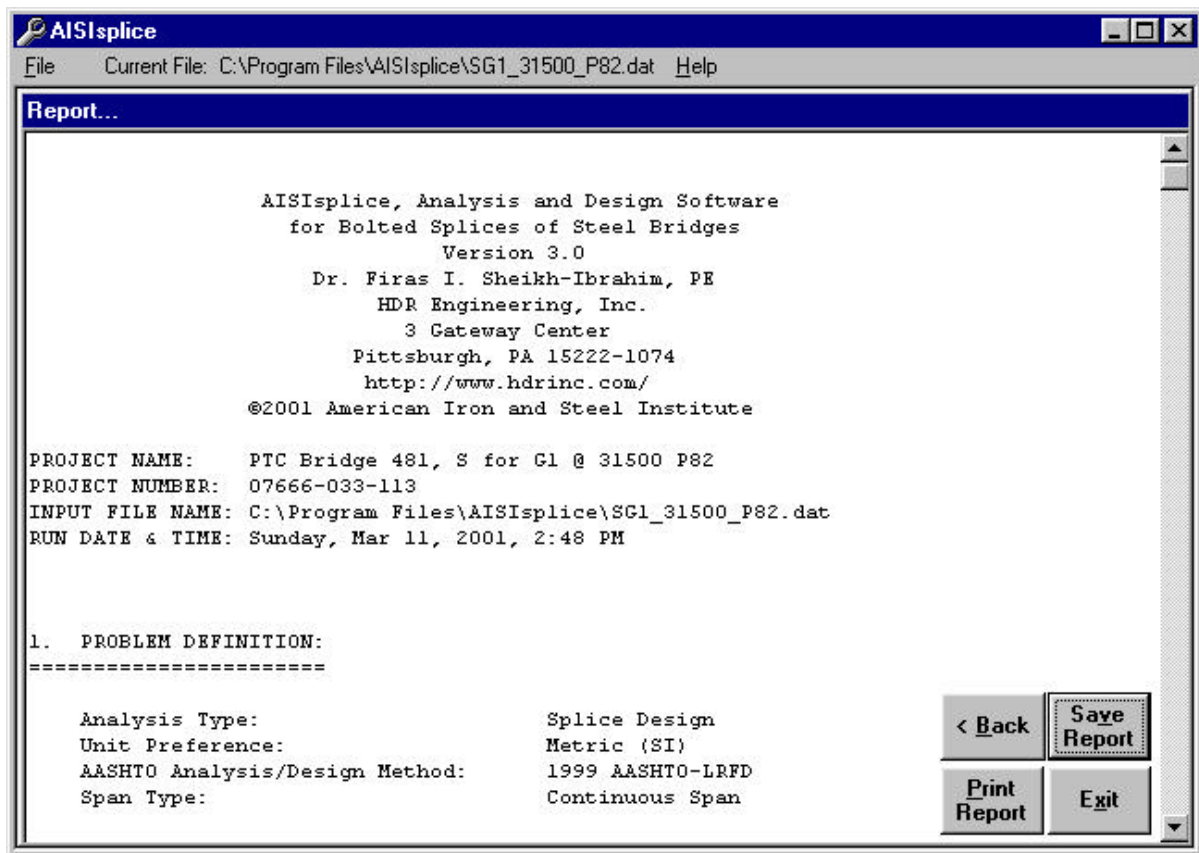 AISIsplice
File Current File: C:\Program Files\AISIsplice\SG1_31500_P82.dat Help
Report...
AISIsplice, Analysis and Design Software
for Bolted Splices of Steel Bridges
Version 3.0
Dr. Firas I. Sheikh-Ibrahim, PE
HDR Engineering, Inc.
3 Gateway Center
Pittsburgh, PA 15222-1074
http://www.hdrinc.com/
©2001 American Iron and Steel Institute
PROJECT NAME: PTC Bridge 481, S for G1 @ 31500 P82
PROJECT NUMBER: 07666-033-113
INPUT FILE NAME: C:\Program Files\AISIsplice\SG1_31500_P82.dat
RUN DATE & TIME: Sunday, Mar 11, 2001, 2:48 PM
1. PROBLEM DEFINITION:
=======================
Analysis Type: Splice Design
Unit Preference: Metric (SI)
AASHTO Analysis/Design Method: 1999 AASHTO-LRFD
Span Type: Continuous Span
< Back
Save
Report
Print
Report
Exit